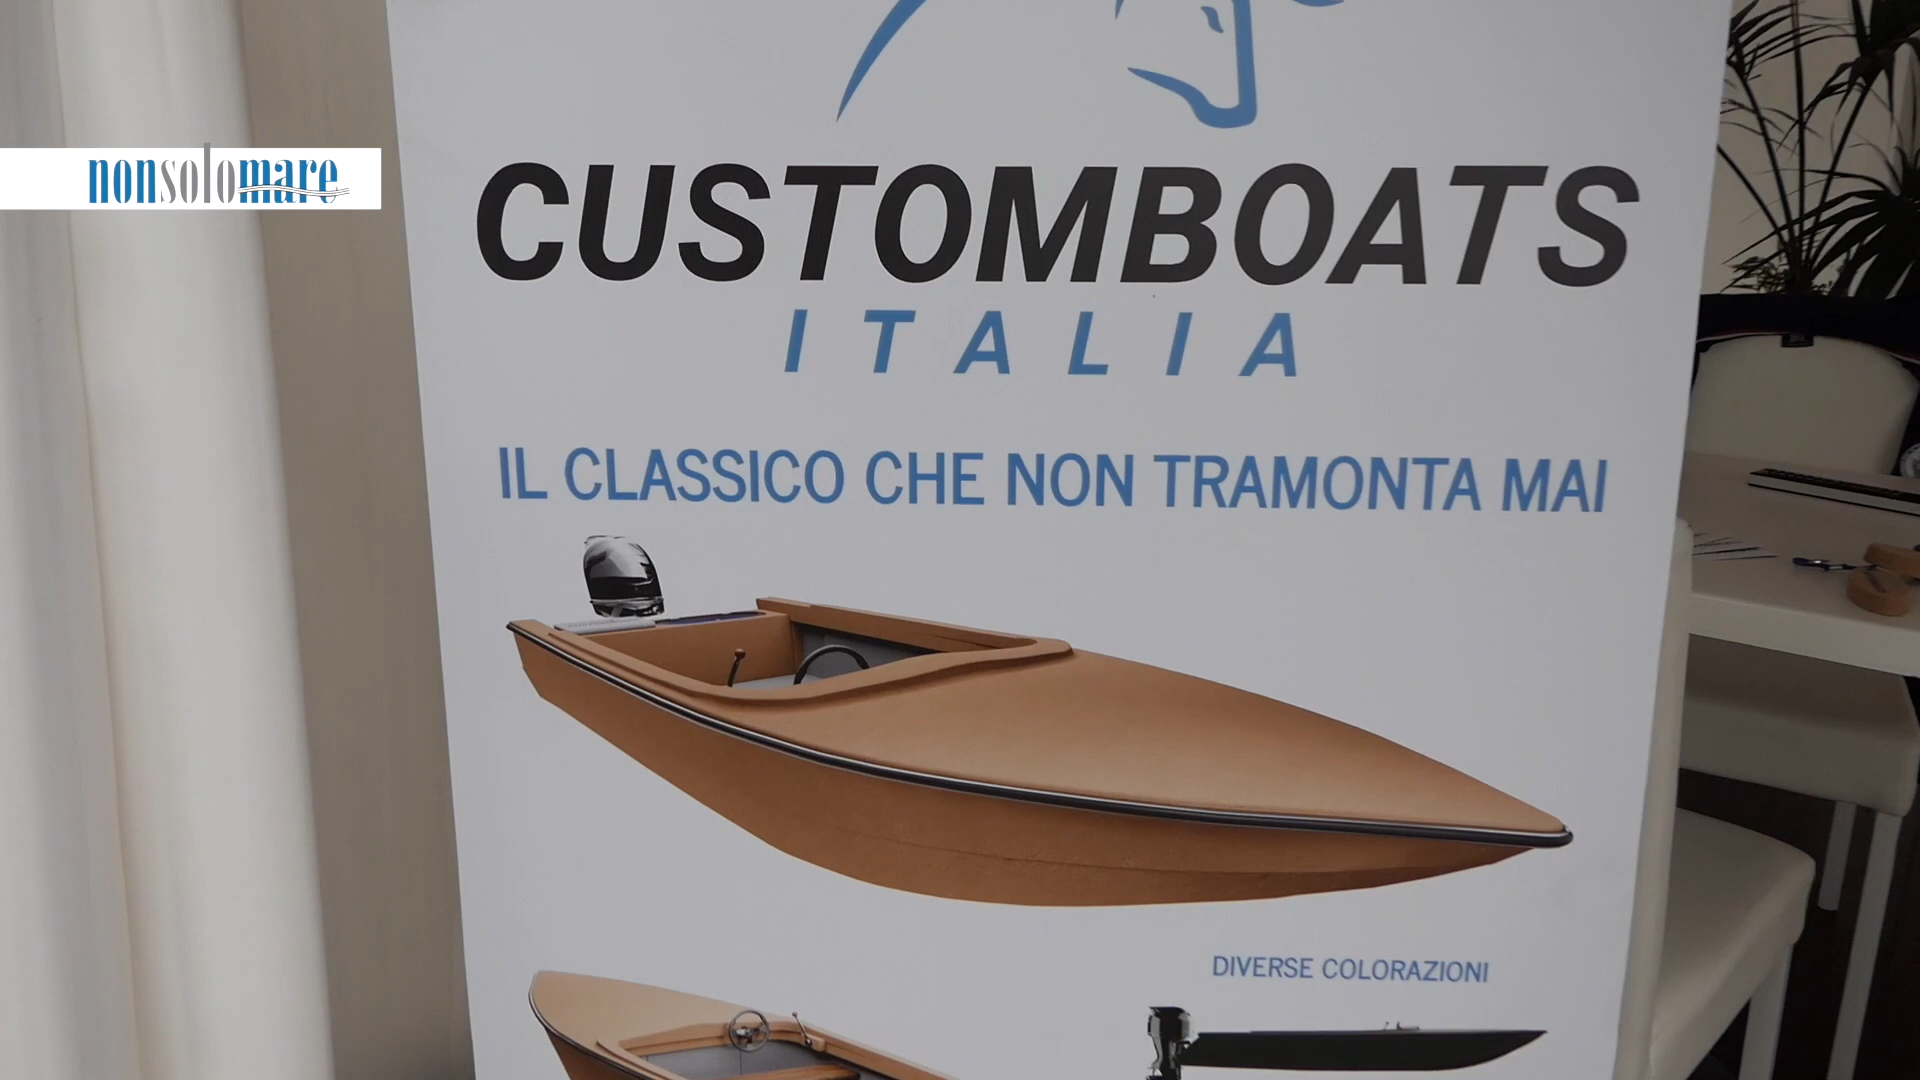 nonsolomare
CUSTOMBOATS
ITALIA
IL CLASSICO CHE NON TRAMONTA MAI
DIVERSE COLORAZIONI